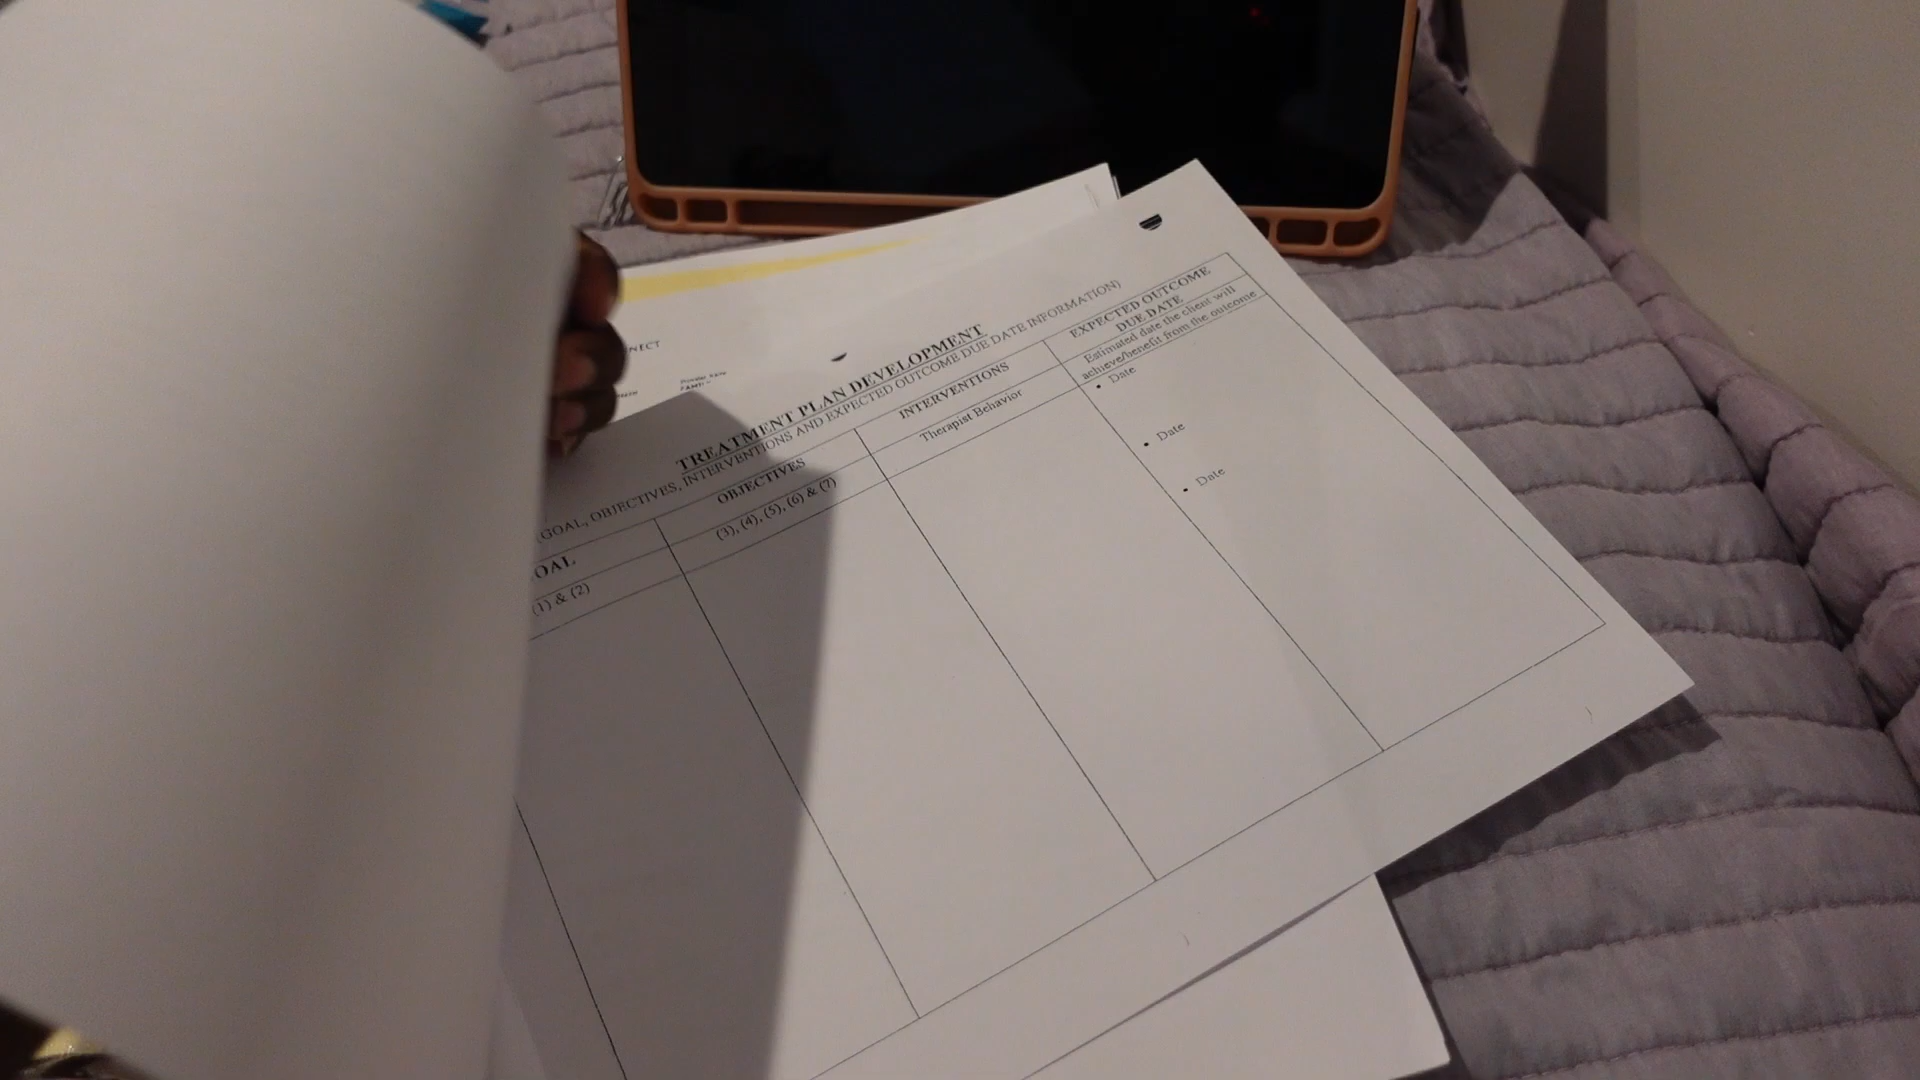 NECT
TREATMENT PLAN DEVELOPMENT
(GOAL, OBJECTIVES, INTERVENTIONS AND EXPECTED OUTCOME DUE DATE INFORMATION)
OAL
(1) & (2)
OBJECTIVES
(3), (4), (5), (6) & (7)
INTERVENTIONS
Therapist Behavior
EXPECTED OUTCOME
DUE DATE
Estimated date the client will
achieve/benefit from the outcome
• Date
• Date
• Date